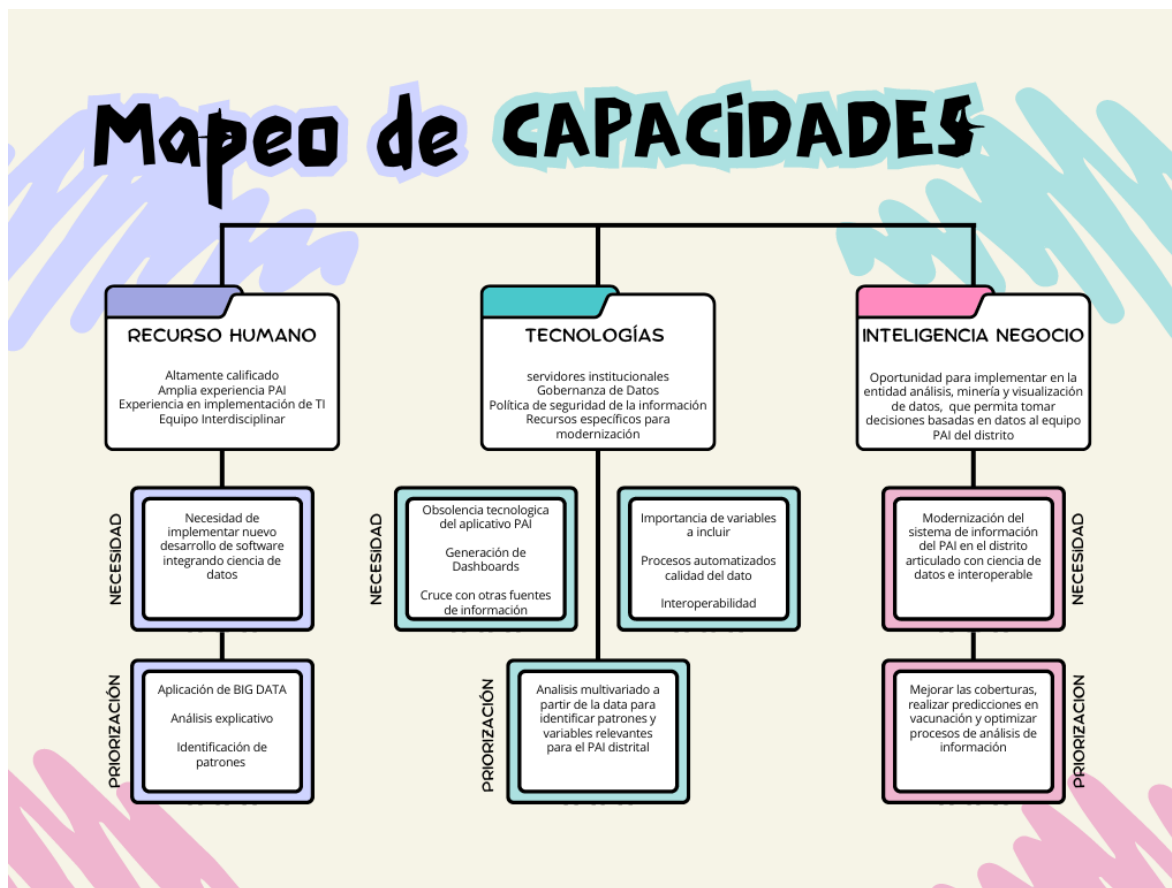 Mapeo de CAPACiDADES
RECURSO HUMANO
Altamente calificado
Amplia experiencia PAI
Experiencia en implementación de TI
Equipo Interdisciplinar
TECNOLOGÍAS
servidores institucionales
Gobernanza de Datos
Política de seguridad de la información
Recursos específicos para
modernización
INTELIGENCIA NEGOCIO
Oportunidad para implementar en la
entidad análisis, minería y visualización
de datos, que permita tomar
decisiones basadas en datos al equipo
PAI del distrito
NECESIDAD
Necesidad de
implementar nuevo
desarrollo de software
integrando ciencia de
datos
NECESIDAD
Obsolencia tecnologica
del aplicativo PAI
Generación de
Dashboards
Cruce con otras fuentes
de información
Importancia de variables
a incluir
Procesos automatizados
calidad del dato
Interoperabilidad
Modernización del
sistema de información
del PAI en el distrito
articulado con ciencia de
datos e interoperable
NECESIDAD
PRIORIZACIÓN
Aplicación de BIG DATA
Análisis explicativo
Identificación de
patrones
PRIORIZACIÓN
Analisis multivariado a
partir de la data para
identificar patrones y
variables relevantes
para el PAI distrital
Mejorar las coberturas,
realizar predicciones en
vacunación y optimizar
procesos de análisis de
información
PRIORIZACION